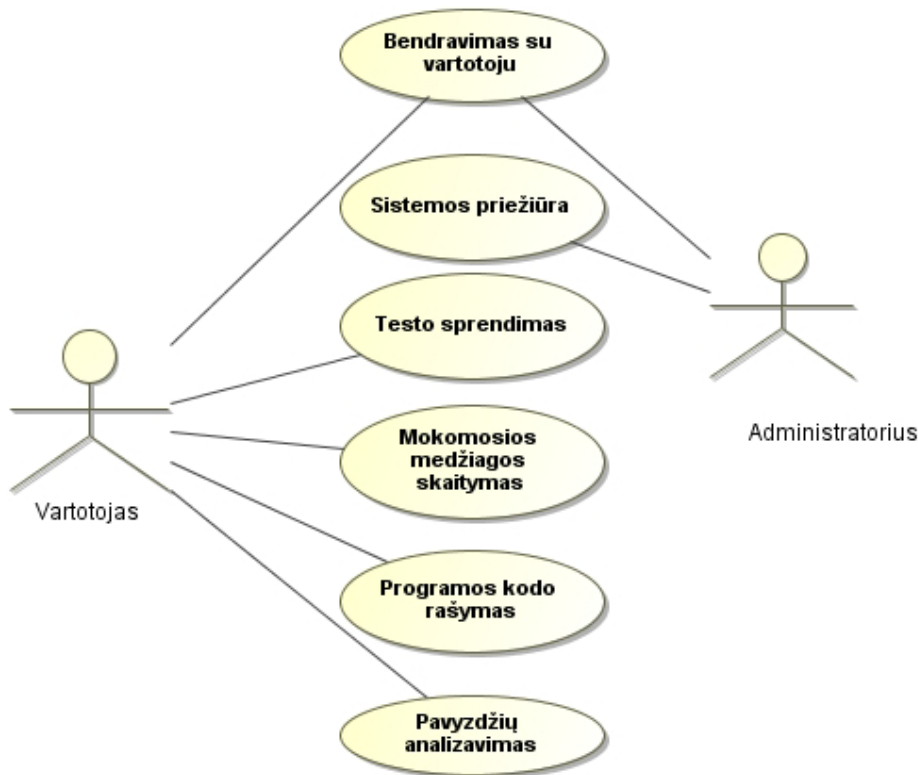 Bendravimas su
vartotoju
Sistemos priežiūra
Testo sprendimas
Administratorius
Mokomosios
medžiagos
skaitymas
Vartotojas
Programos kodo
rašymas
Pavyzdžių
analizavimas